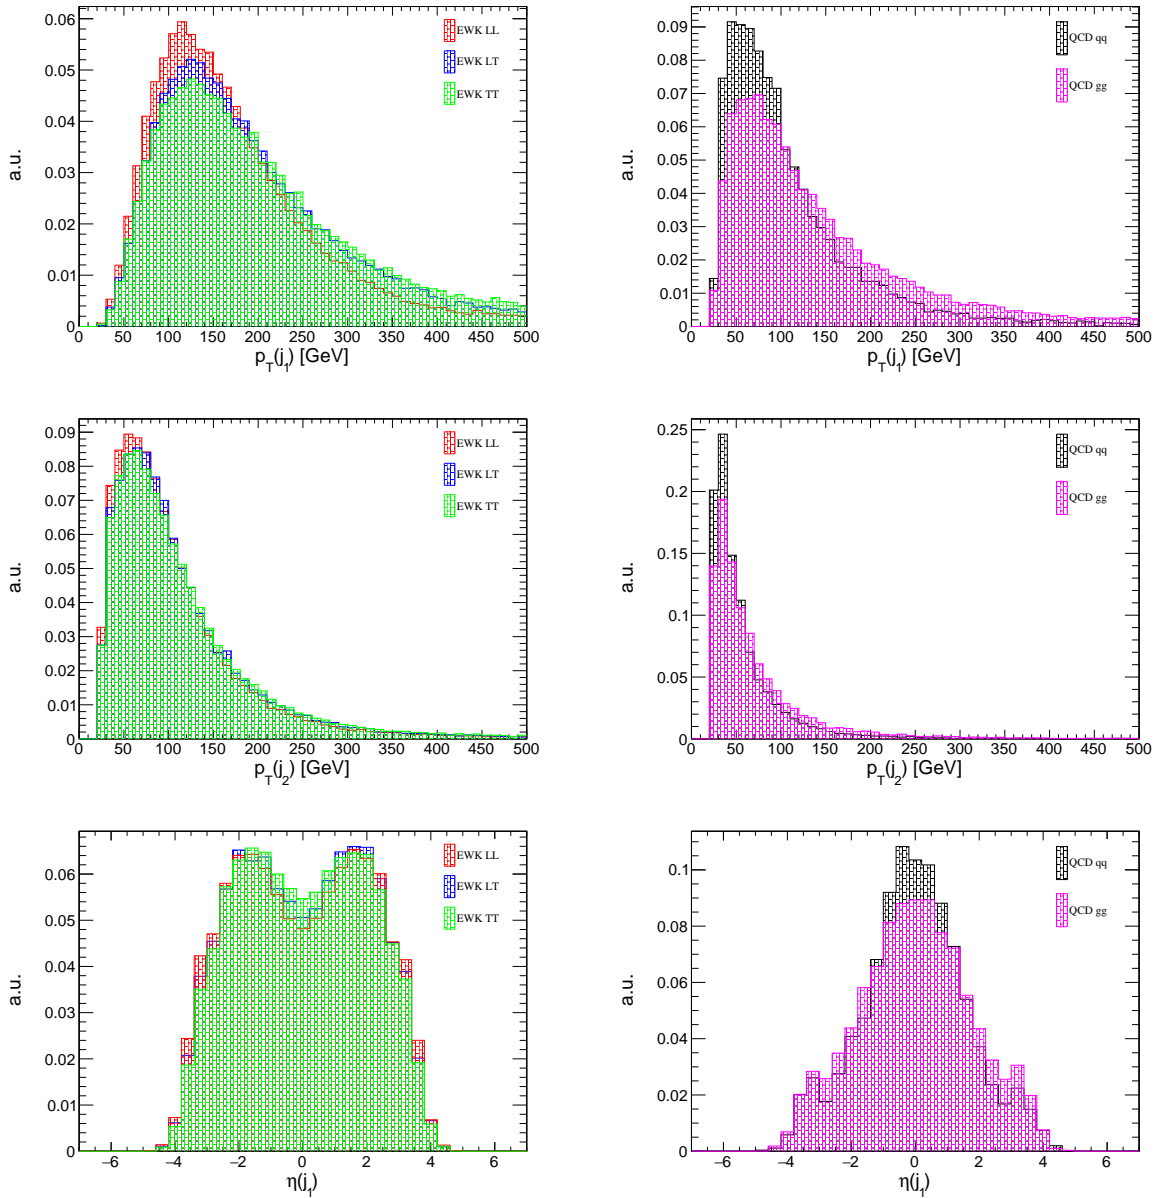 0.06
0.05
0.04
0.03
0.02
0.01
0
a.u.
EWK LL
EWK LT
EWK TT
0 50 100 150 200 250 300 350 400 450 500
p_T(j_1) [GeV]
0.09
0.08
0.07
0.06
0.05
0.04
0.03
0.02
0.01
0
a.u.
QCD qq
QCD gg
0 50 100 150 200 250 300 350 400 450 500
p_T(j_1) [GeV]
0.09
0.08
0.07
0.06
0.05
0.04
0.03
0.02
0.01
0
a.u.
EWK LL
EWK LT
EWK TT
0 50 100 150 200 250 300 350 400 450 500
p_T(j_2) [GeV]
0.25
0.2
0.15
0.1
0.05
0
a.u.
QCD qq
QCD gg
0 50 100 150 200 250 300 350 400 450 500
p_T(j_2) [GeV]
0.06
0.05
0.04
0.03
0.02
0.01
0
a.u.
EWK LL
EWK LT
EWK TT
−6 −4 −2 0 2 4 6
η(j_1)
0.1
0.08
0.06
0.04
0.02
0
a.u.
QCD qq
QCD gg
−6 −4 −2 0 2 4 6
η(j_1)